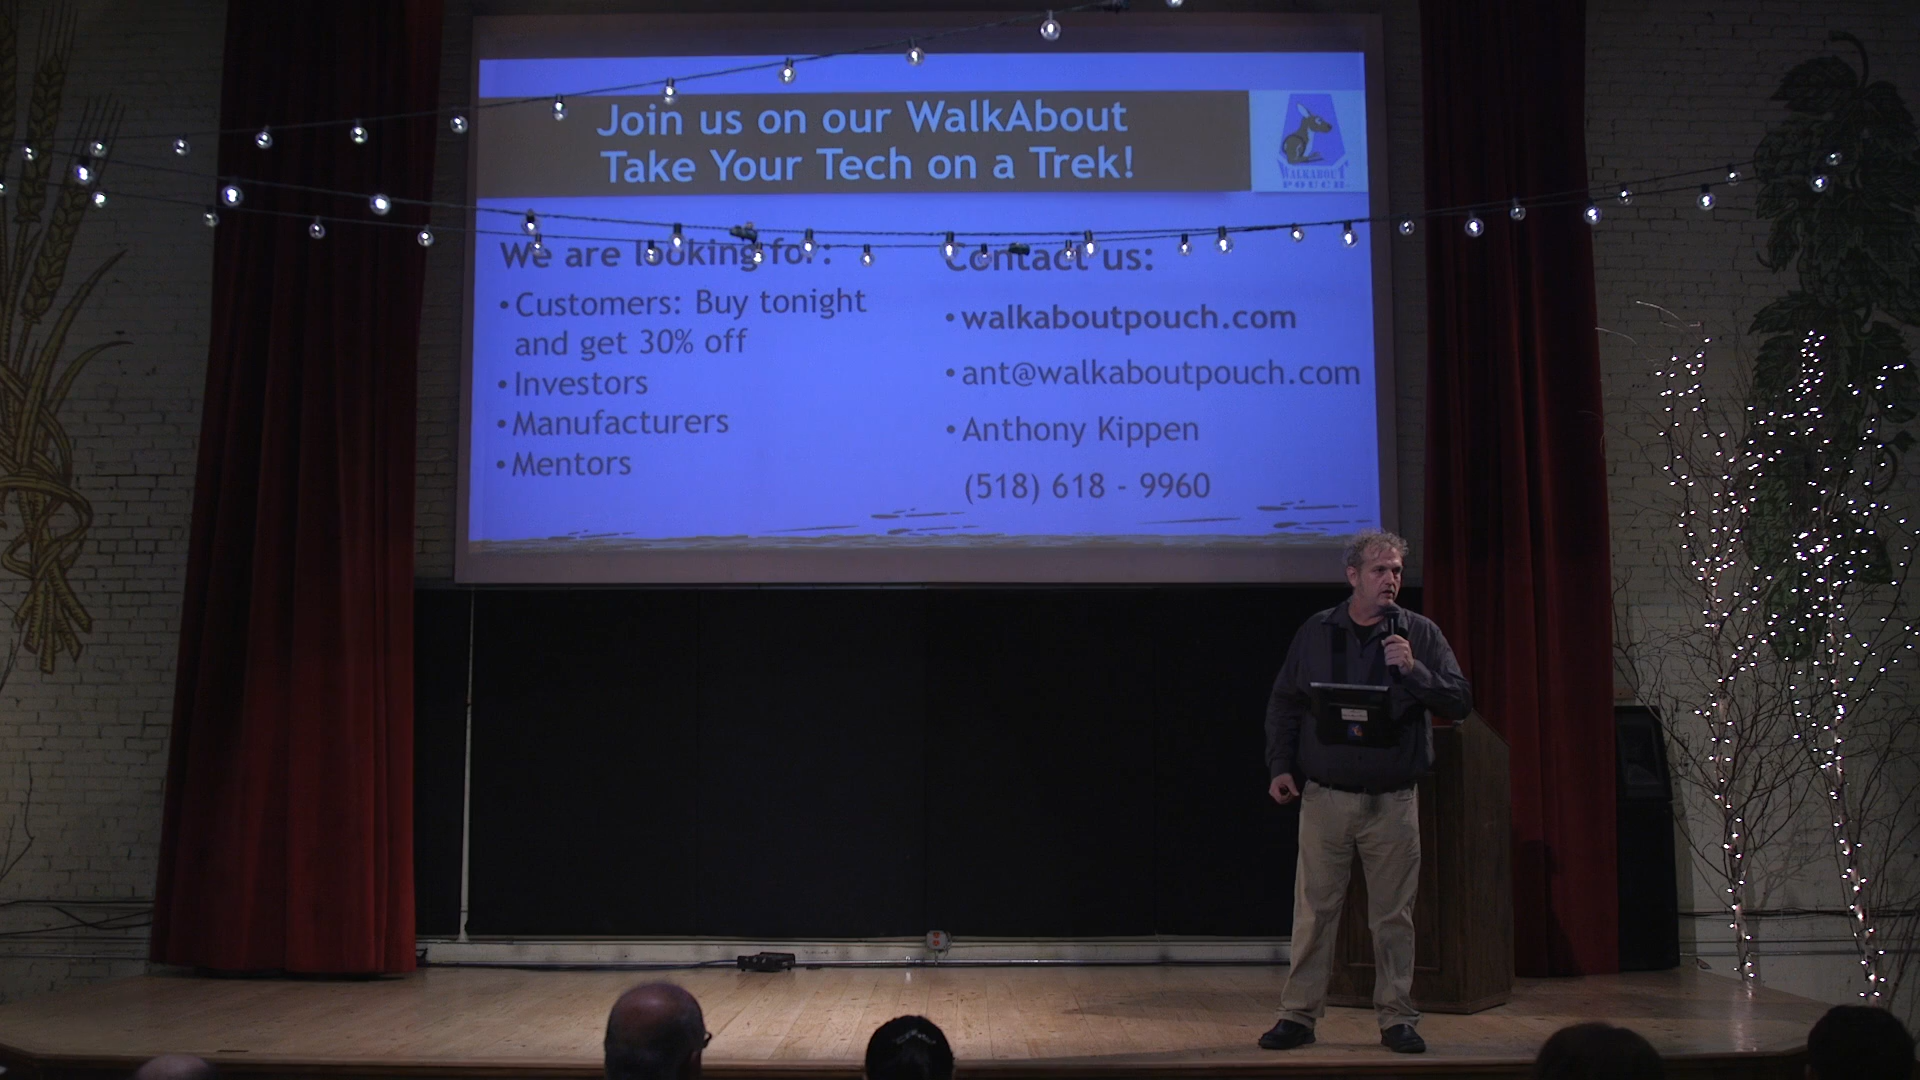 Join us on our WalkAbout
Take Your Tech on a Trek!
WALKABOUT
POUCH
We are looking for:
•Customers: Buy tonight
and get 30% off
•Investors
•Manufacturers
•Mentors
Contact us:
•walkaboutpouch.com
•ant@walkaboutpouch.com
•Anthony Kippen
(518) 618 - 9960